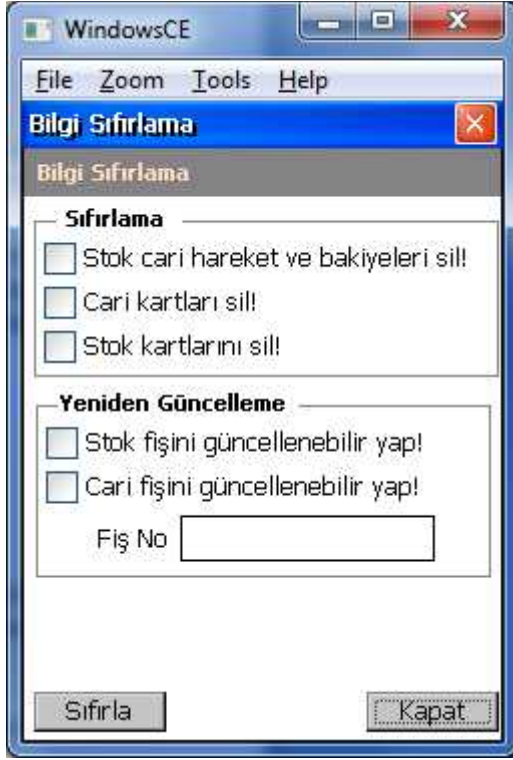 WindowsCE
File Zoom Tools Help
Bilgi Sıfırlama
Bilgi Sıfırlama
Sıfırlama
Stok cari hareket ve bakiyeleri sil!
Cari kartları sil!
Stok kartlarını sil!
Yeniden Güncelleme
Stok fişini güncellenebilir yap!
Cari fişini güncellenebilir yap!
Fiş No
Sıfırla Kapat